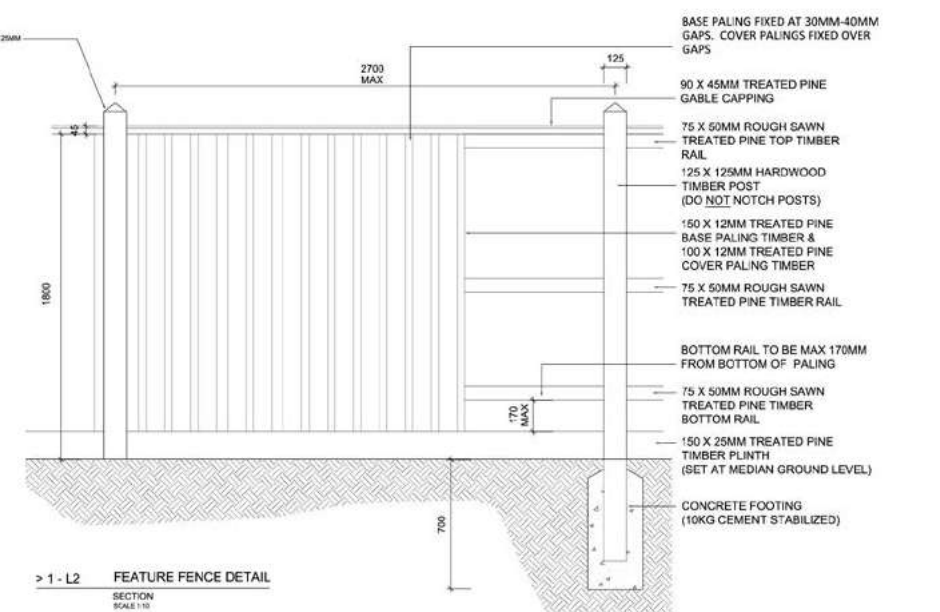 25MM
2700
MAX
125
45
1800
170
MAX
700
BASE PALING FIXED AT 30MM-40MM
GAPS. COVER PALINGS FIXED OVER
GAPS
90 X 45MM TREATED PINE
GABLE CAPPING
75 X 50MM ROUGH SAWN
TREATED PINE TOP TIMBER
RAIL
125 X 125MM HARDWOOD
TIMBER POST
(DO NOT NOTCH POSTS)
150 X 12MM TREATED PINE
BASE PALING TIMBER &
100 X 12MM TREATED PINE
COVER PALING TIMBER
75 X 50MM ROUGH SAWN
TREATED PINE TIMBER RAIL
BOTTOM RAIL TO BE MAX 170MM
FROM BOTTOM OF PALING
75 X 50MM ROUGH SAWN
TREATED PINE TIMBER
BOTTOM RAIL
150 X 25MM TREATED PINE
TIMBER PLINTH
(SET AT MEDIAN GROUND LEVEL)
CONCRETE FOOTING
(10KG CEMENT STABILIZED)
> 1 - L2 FEATURE FENCE DETAIL
SECTION
SCALE 1:10